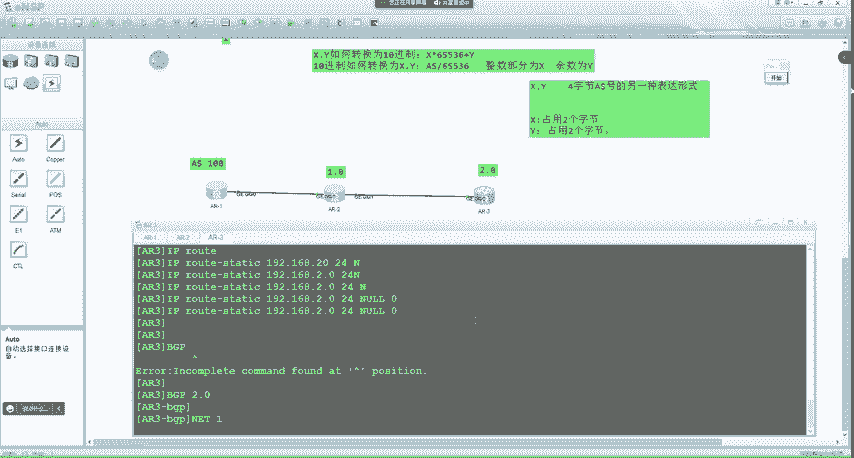 eNSP
X.Y如何转换为10进制：X*65536+Y
10进制如何转换为X.Y：AS/65536 整数部分为X 余数为Y
X.Y 4字节AS号的另一种表达形式
X:占用2个字节
Y：占用2个字节，
开始
Auto
Auto
Copper
Serial
POS
E1
ATM
CTL
AS 100
1.0
2.0
AR-1
AR-2
AR-3
AR-3
[AR3]IP route
[AR3]IP route-static 192.168.20 24 N
[AR3]IP route-static 192.168.2.0 24N
[AR3]IP route-static 192.168.2.0 24 N
[AR3]IP route-static 192.168.2.0 24 NULL 0
[AR3]IP route-static 192.168.2.0 24 NULL 0
[AR3]
[AR3]
[AR3]BGP
^
Error:Incomplete command found at '^' position.
[AR3]
[AR3]BGP 2.0
[AR3-bgp]
[AR3-bgp]NET 1
Auto
自动选择接口连接设
备。